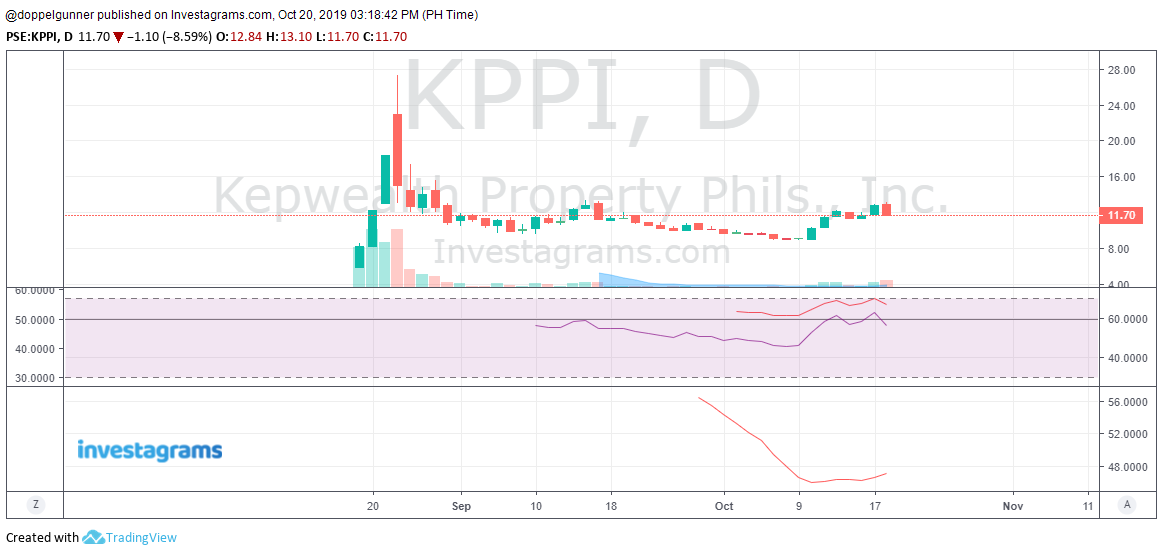 @doppelgunner published on Investagrams.com, Oct 20, 2019 03:18:42 PM (PH Time)
PSE:KPPI, D 11.70 ▼ −1.10 (−8.59%) O:12.84 H:13.10 L:11.70 C:11.70
KPPI, D
Kepwealth Property Phils., Inc.
Investagrams.com
28.00
24.00
20.00
16.00
11.70
8.00
4.00
60.0000
50.0000
40.0000
30.0000
60.0000
40.0000
56.0000
52.0000
48.0000
investagrams
Z 20 Sep 10 18 Oct 9 17 Nov 11 A
Created with TradingView